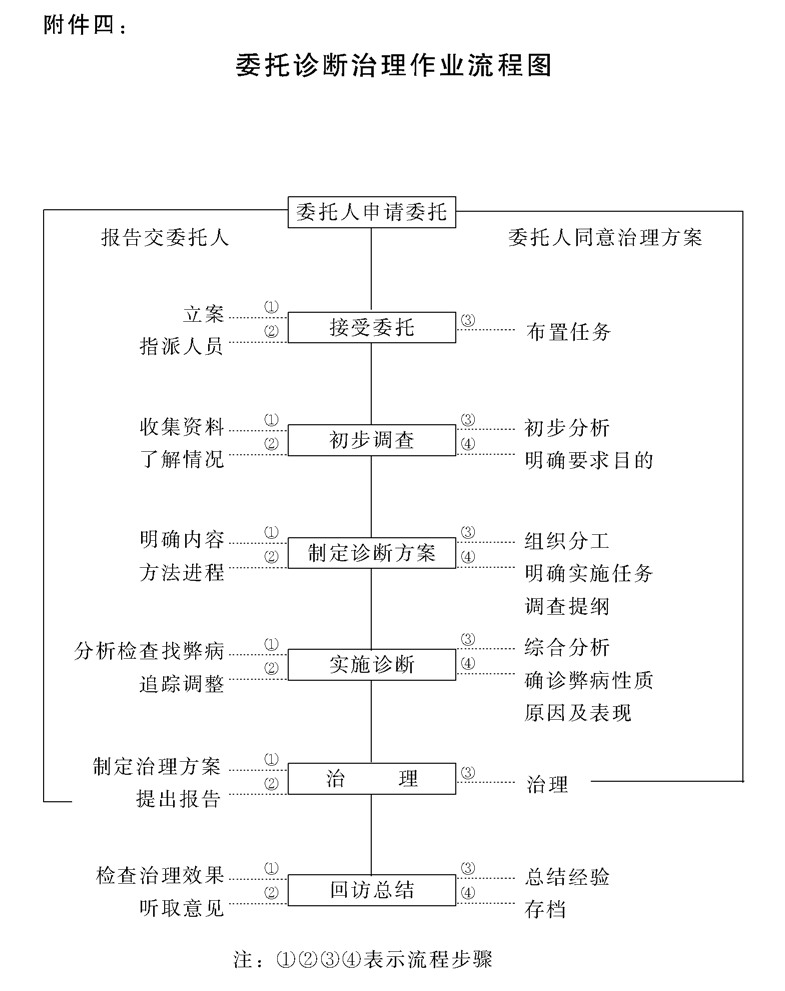 附件四：
委托诊断治理作业流程图
委托人申请委托
报告交委托人
委托人同意治理方案
立案
①
指派人员
②
接受委托
③
布置任务
收集资料
①
了解情况
②
初步调查
③
初步分析
④
明确要求目的
明确内容
①
方法进程
②
制定诊断方案
③
组织分工
④
明确实施任务
调查提纲
分析检查找弊病
①
追踪调整
②
实施诊断
③
综合分析
④
确诊弊病性质
原因及表现
制定治理方案
①
提出报告
②
治 理
③
治理
检查治理效果
①
听取意见
②
回访总结
③
总结经验
④
存档
注：①②③④表示流程步骤